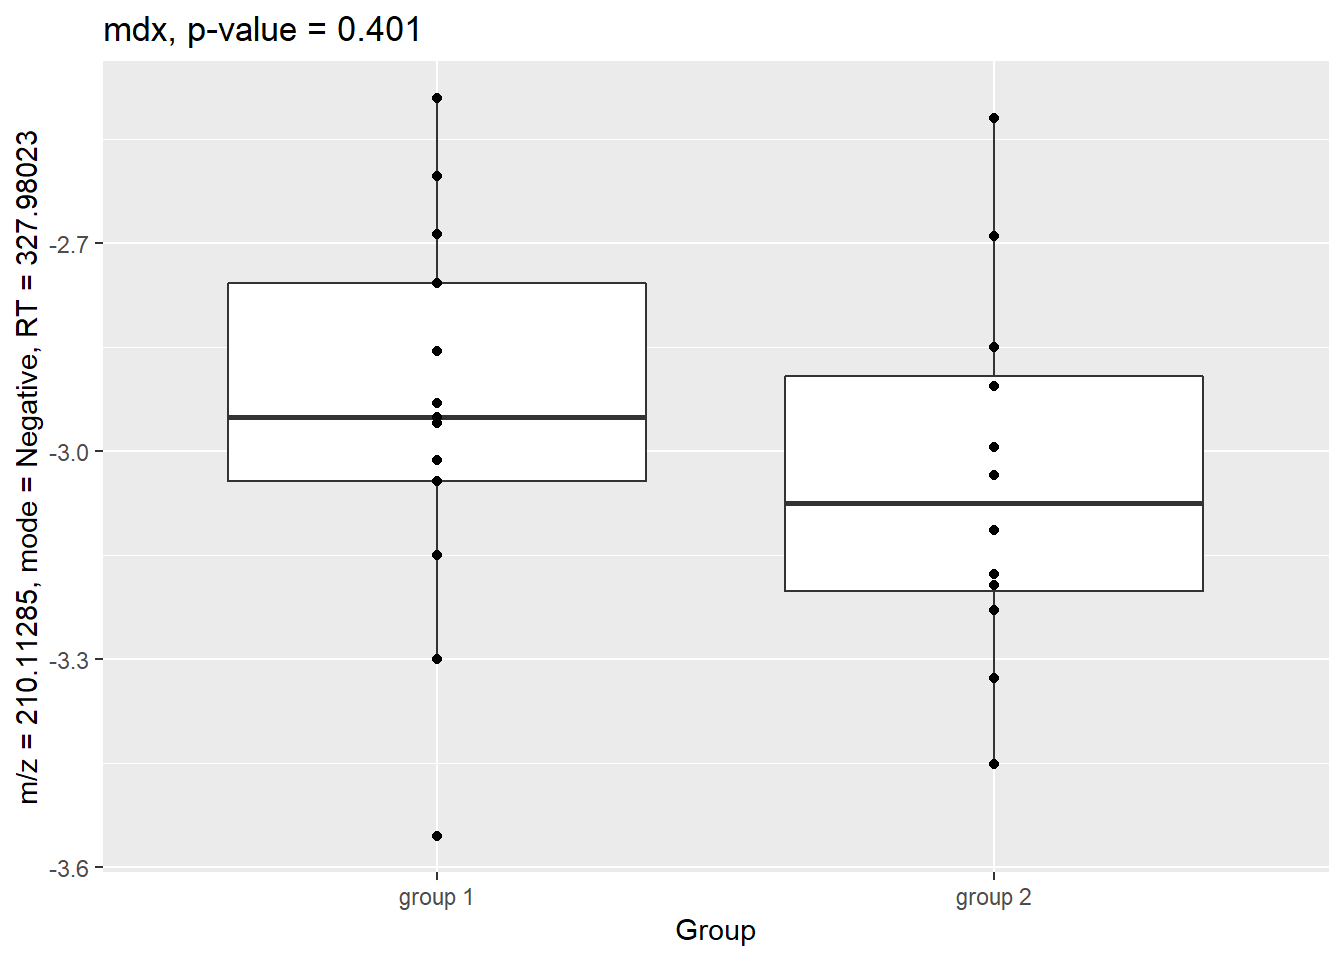 mdx, p-value = 0.401
m/z = 210.11285, mode = Negative, RT = 327.98023
-2.7
-3.0
-3.3
-3.6
group 1
group 2
Group